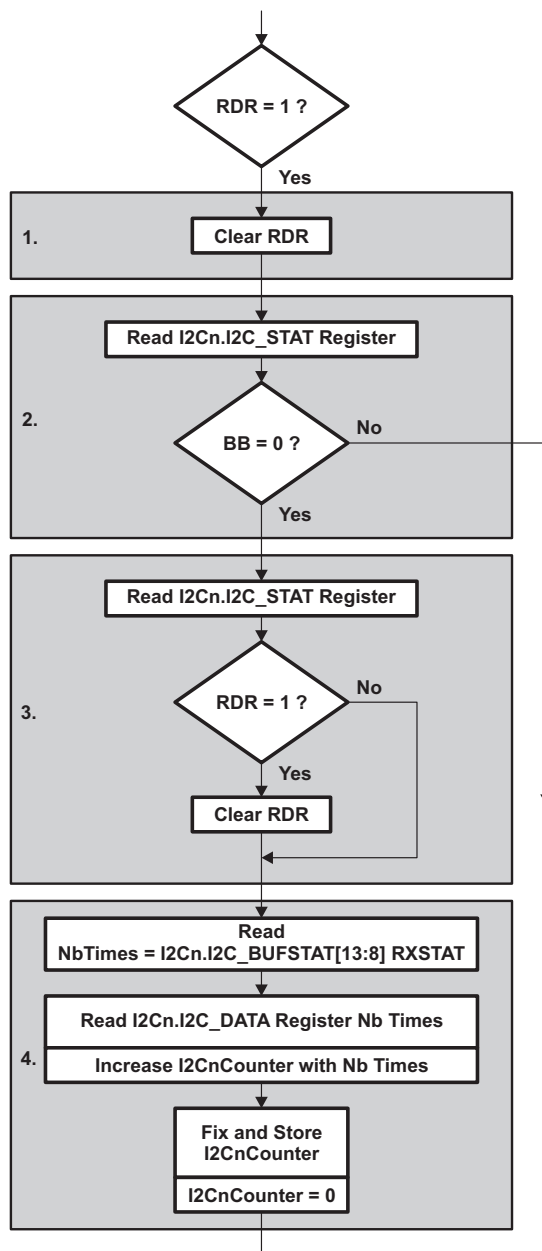 RDR = 1 ?
Yes
1.
Clear RDR
Read I2Cn.I2C_STAT Register
2.
BB = 0 ?
No
Yes
Read I2Cn.I2C_STAT Register
3.
RDR = 1 ?
No
Yes
Clear RDR
Read
NbTimes = I2Cn.I2C_BUFSTAT[13:8] RXSTAT
Read I2Cn.I2C_DATA Register Nb Times
4.
Increase I2CnCounter with Nb Times
Fix and Store
I2CnCounter
I2CnCounter = 0